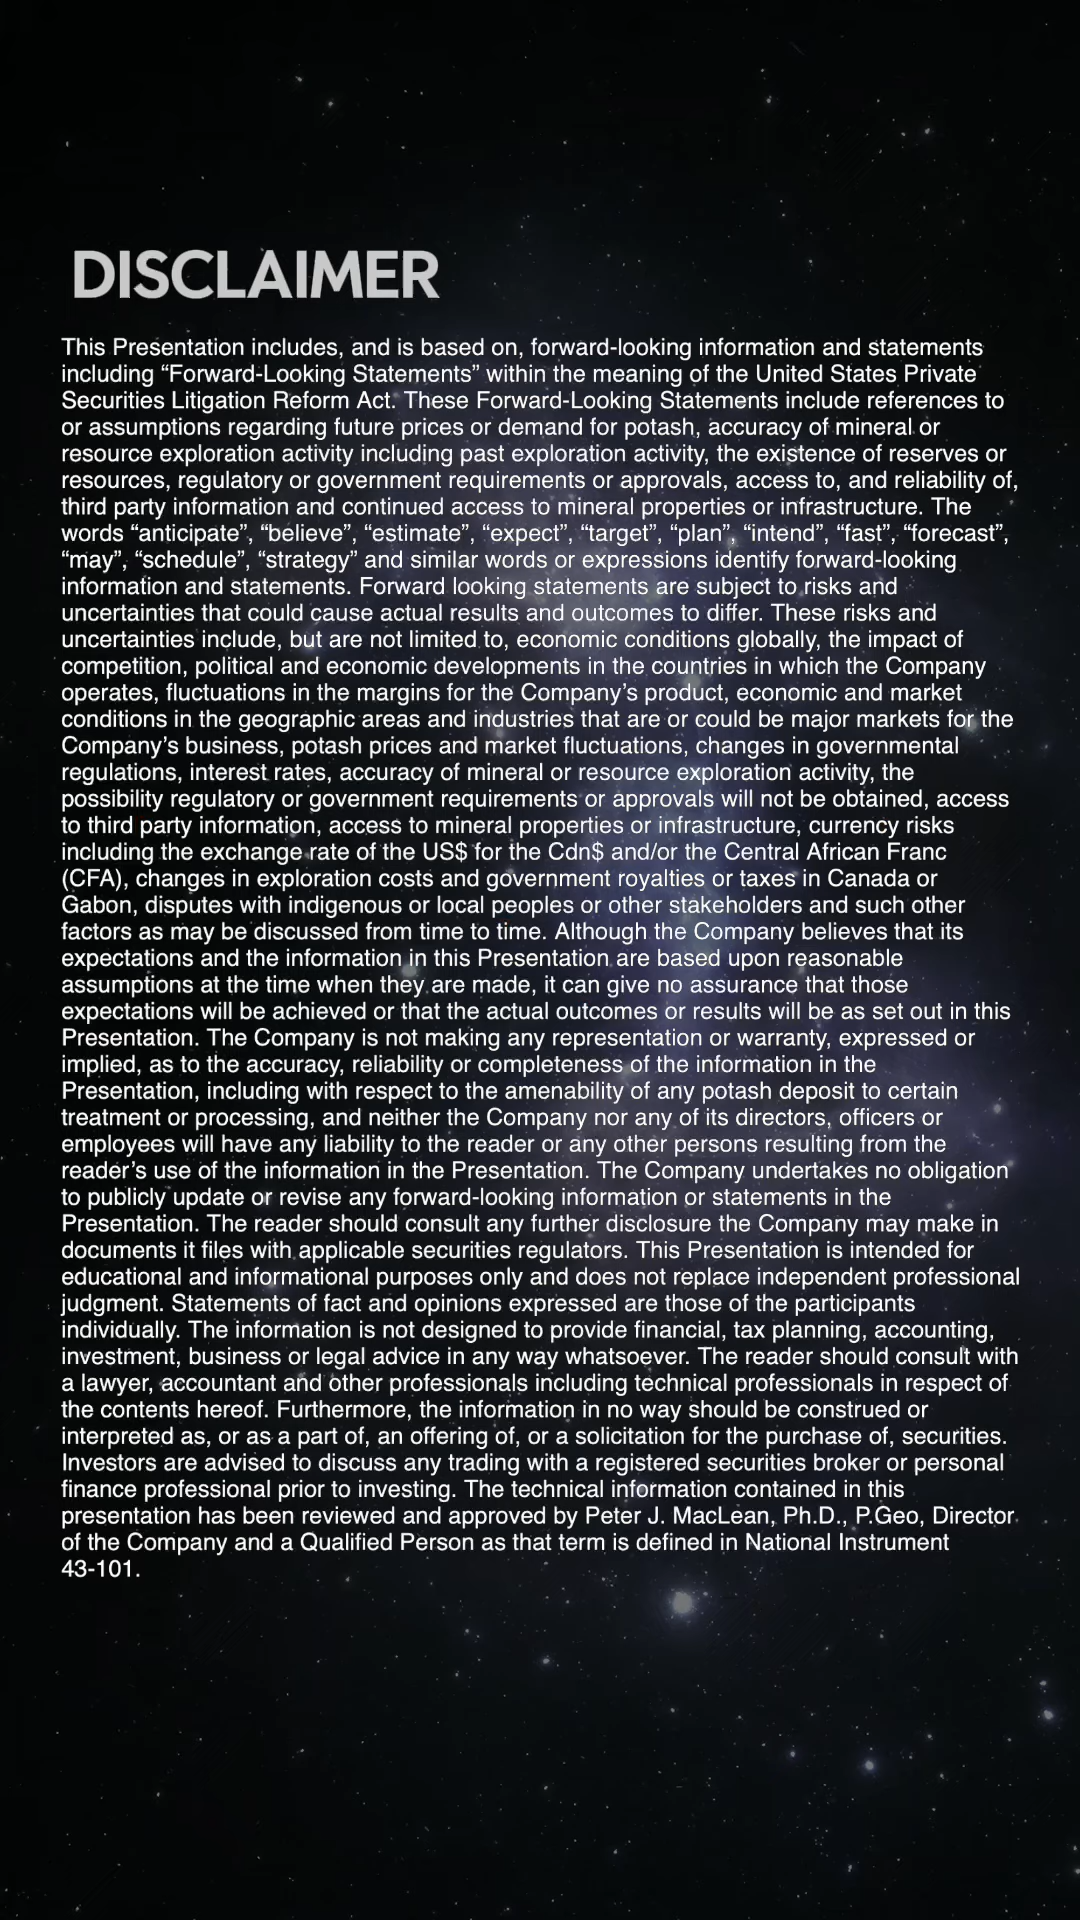 DISCLAIMER
This Presentation includes, and is based on, forward-looking information and statements
including “Forward-Looking Statements” within the meaning of the United States Private
Securities Litigation Reform Act. These Forward-Looking Statements include references to
or assumptions regarding future prices or demand for potash, accuracy of mineral or
resource exploration activity including past exploration activity, the existence of reserves or
resources, regulatory or government requirements or approvals, access to, and reliability of,
third party information and continued access to mineral properties or infrastructure. The
words “anticipate”, “believe”, “estimate”, “expect”, “target”, “plan”, “intend”, “fast”, “forecast”,
“may”, “schedule”, “strategy” and similar words or expressions identify forward-looking
information and statements. Forward looking statements are subject to risks and
uncertainties that could cause actual results and outcomes to differ. These risks and
uncertainties include, but are not limited to, economic conditions globally, the impact of
competition, political and economic developments in the countries in which the Company
operates, fluctuations in the margins for the Company’s product, economic and market
conditions in the geographic areas and industries that are or could be major markets for the
Company’s business, potash prices and market fluctuations, changes in governmental
regulations, interest rates, accuracy of mineral or resource exploration activity, the
possibility regulatory or government requirements or approvals will not be obtained, access
to third party information, access to mineral properties or infrastructure, currency risks
including the exchange rate of the US$ for the Cdn$ and/or the Central African Franc
(CFA), changes in exploration costs and government royalties or taxes in Canada or
Gabon, disputes with indigenous or local peoples or other stakeholders and such other
factors as may be discussed from time to time. Although the Company believes that its
expectations and the information in this Presentation are based upon reasonable
assumptions at the time when they are made, it can give no assurance that those
expectations will be achieved or that the actual outcomes or results will be as set out in this
Presentation. The Company is not making any representation or warranty, expressed or
implied, as to the accuracy, reliability or completeness of the information in the
Presentation, including with respect to the amenability of any potash deposit to certain
treatment or processing, and neither the Company nor any of its directors, officers or
employees will have any liability to the reader or any other persons resulting from the
reader’s use of the information in the Presentation. The Company undertakes no obligation
to publicly update or revise any forward-looking information or statements in the
Presentation. The reader should consult any further disclosure the Company may make in
documents it files with applicable securities regulators. This Presentation is intended for
educational and informational purposes only and does not replace independent professional
judgment. Statements of fact and opinions expressed are those of the participants
individually. The information is not designed to provide financial, tax planning, accounting,
investment, business or legal advice in any way whatsoever. The reader should consult with
a lawyer, accountant and other professionals including technical professionals in respect of
the contents hereof. Furthermore, the information in no way should be construed or
interpreted as, or as a part of, an offering of, or a solicitation for the purchase of, securities.
Investors are advised to discuss any trading with a registered securities broker or personal
finance professional prior to investing. The technical information contained in this
presentation has been reviewed and approved by Peter J. MacLean, Ph.D., P.Geo, Director
of the Company and a Qualified Person as that term is defined in National Instrument
43-101.